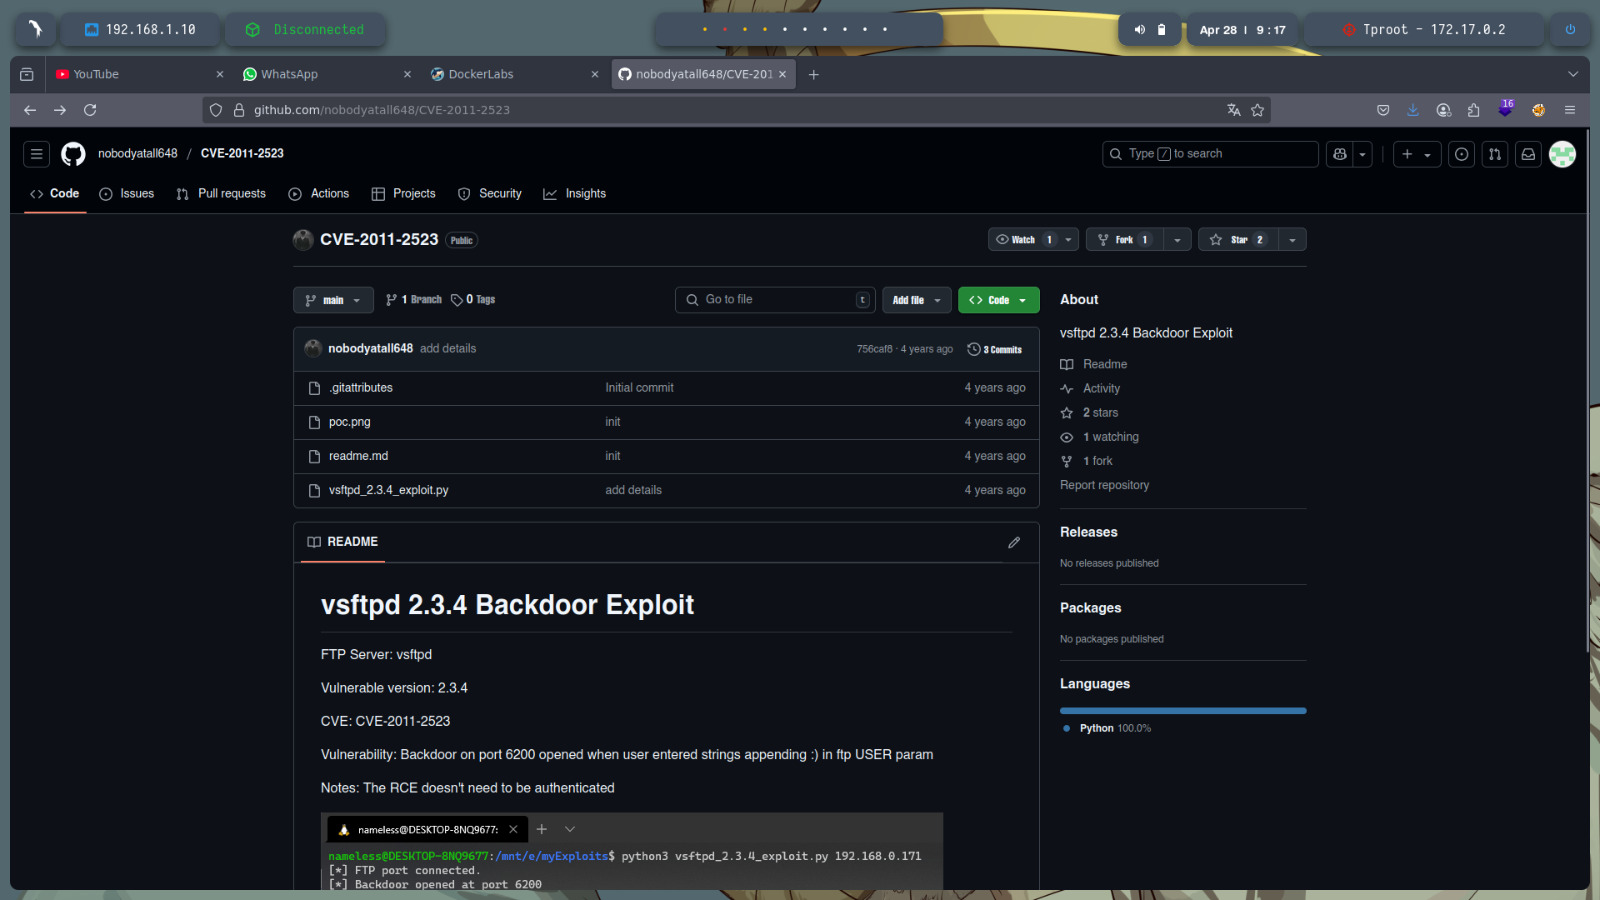 192.168.1.10
Disconnected
Apr 28 | 9:17
Tproot - 172.17.0.2
YouTube
WhatsApp
DockerLabs
nobodyatall648/CVE-201
github.com/nobodyatall648/CVE-2011-2523
16
nobodyatall648 / CVE-2011-2523
Type / to search
Code
Issues
Pull requests
Actions
Projects
Security
Insights
CVE-2011-2523 Public
Watch 1
Fork 1
Star 2
main
1 Branch
0 Tags
Go to file t
Add file
Code
nobodyatall648 add details
756caf8 · 4 years ago
3 Commits
.gitattributes Initial commit 4 years ago
poc.png init 4 years ago
readme.md init 4 years ago
vsftpd_2.3.4_exploit.py add details 4 years ago
README
vsftpd 2.3.4 Backdoor Exploit
FTP Server: vsftpd
Vulnerable version: 2.3.4
CVE: CVE-2011-2523
Vulnerability: Backdoor on port 6200 opened when user entered strings appending :) in ftp USER param
Notes: The RCE doesn't need to be authenticated
nameless@DESKTOP-8NQ9677:
nameless@DESKTOP-8NQ9677:/mnt/e/myExploits$ python3 vsftpd_2.3.4_exploit.py 192.168.0.171
[*] FTP port connected.
[*] Backdoor opened at port 6200
About
vsftpd 2.3.4 Backdoor Exploit
Readme
Activity
2 stars
1 watching
1 fork
Report repository
Releases
No releases published
Packages
No packages published
Languages
Python 100.0%